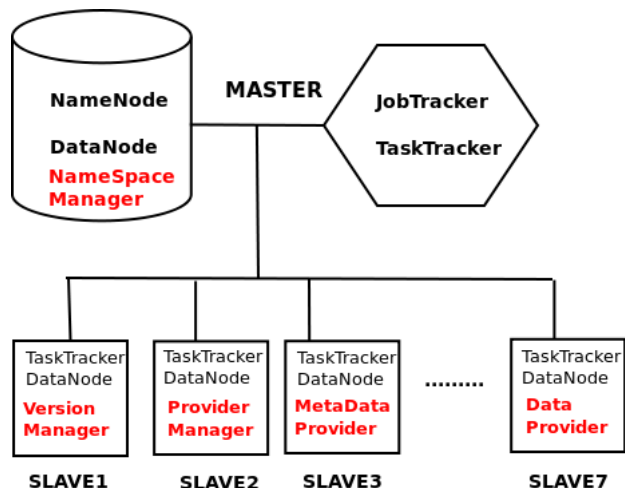 NameNode
DataNode
NameSpace
Manager
MASTER
JobTracker
TaskTracker
TaskTracker
DataNode
Version
Manager
SLAVE1
TaskTracker
DataNode
Provider
Manager
SLAVE2
TaskTracker
DataNode
MetaData
Provider
SLAVE3
.........
TaskTracker
DataNode
Data
Provider
SLAVE7